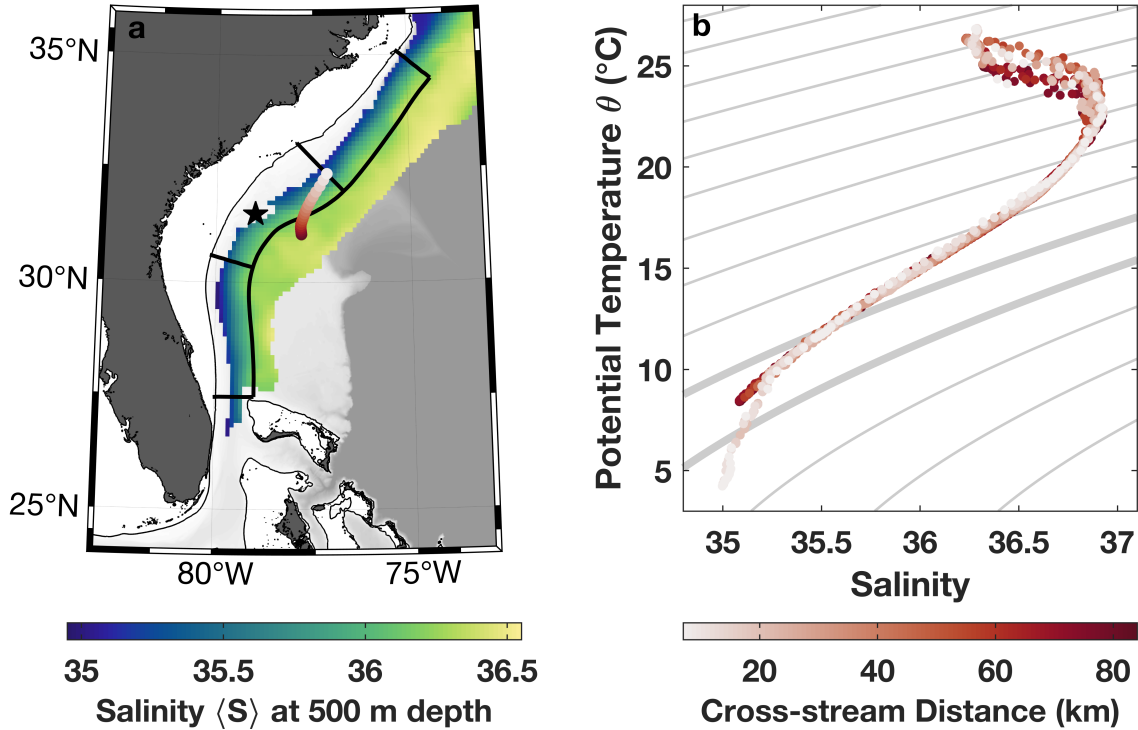 a
35°N
30°N
25°N
80°W
75°W
35
35.5
36
36.5
Salinity ⟨S⟩ at 500 m depth
b
Potential Temperature θ (°C)
25
20
15
10
5
35
35.5
36
36.5
37
Salinity
20
40
60
80
Cross-stream Distance (km)